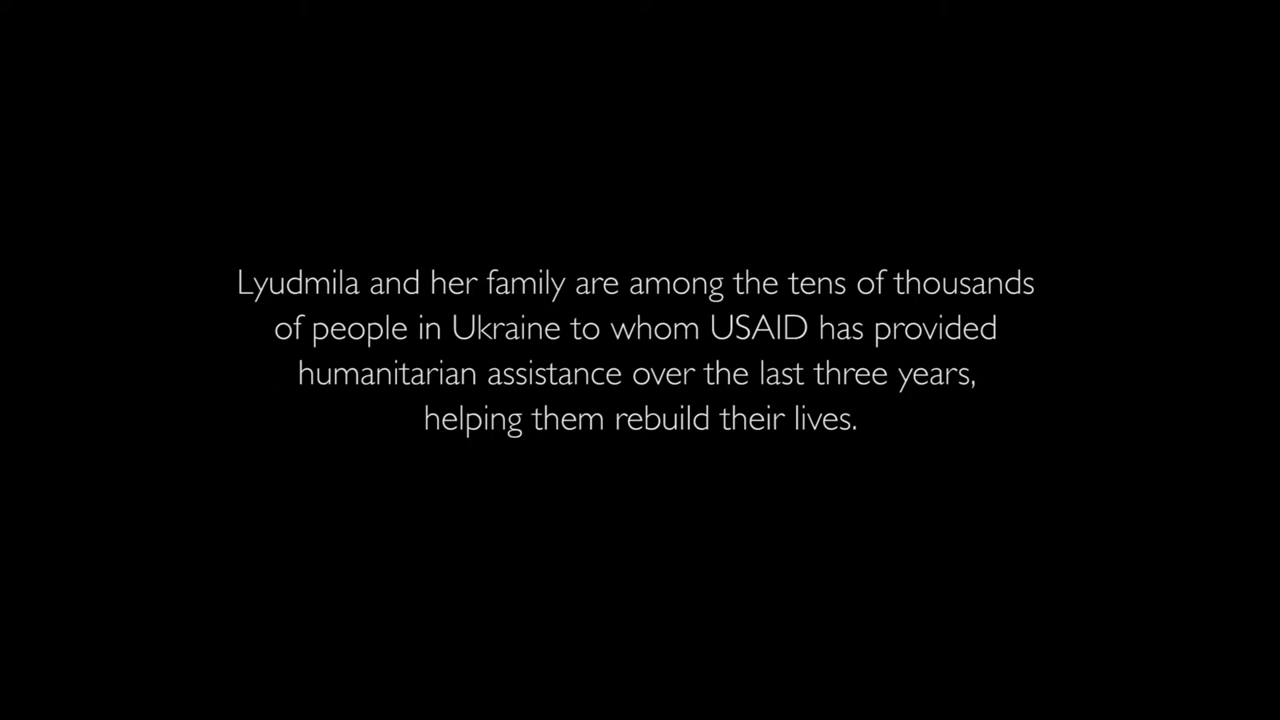 Lyudmila and her family are among the tens of thousands
of people in Ukraine to whom USAID has provided
humanitarian assistance over the last three years,
helping them rebuild their lives.